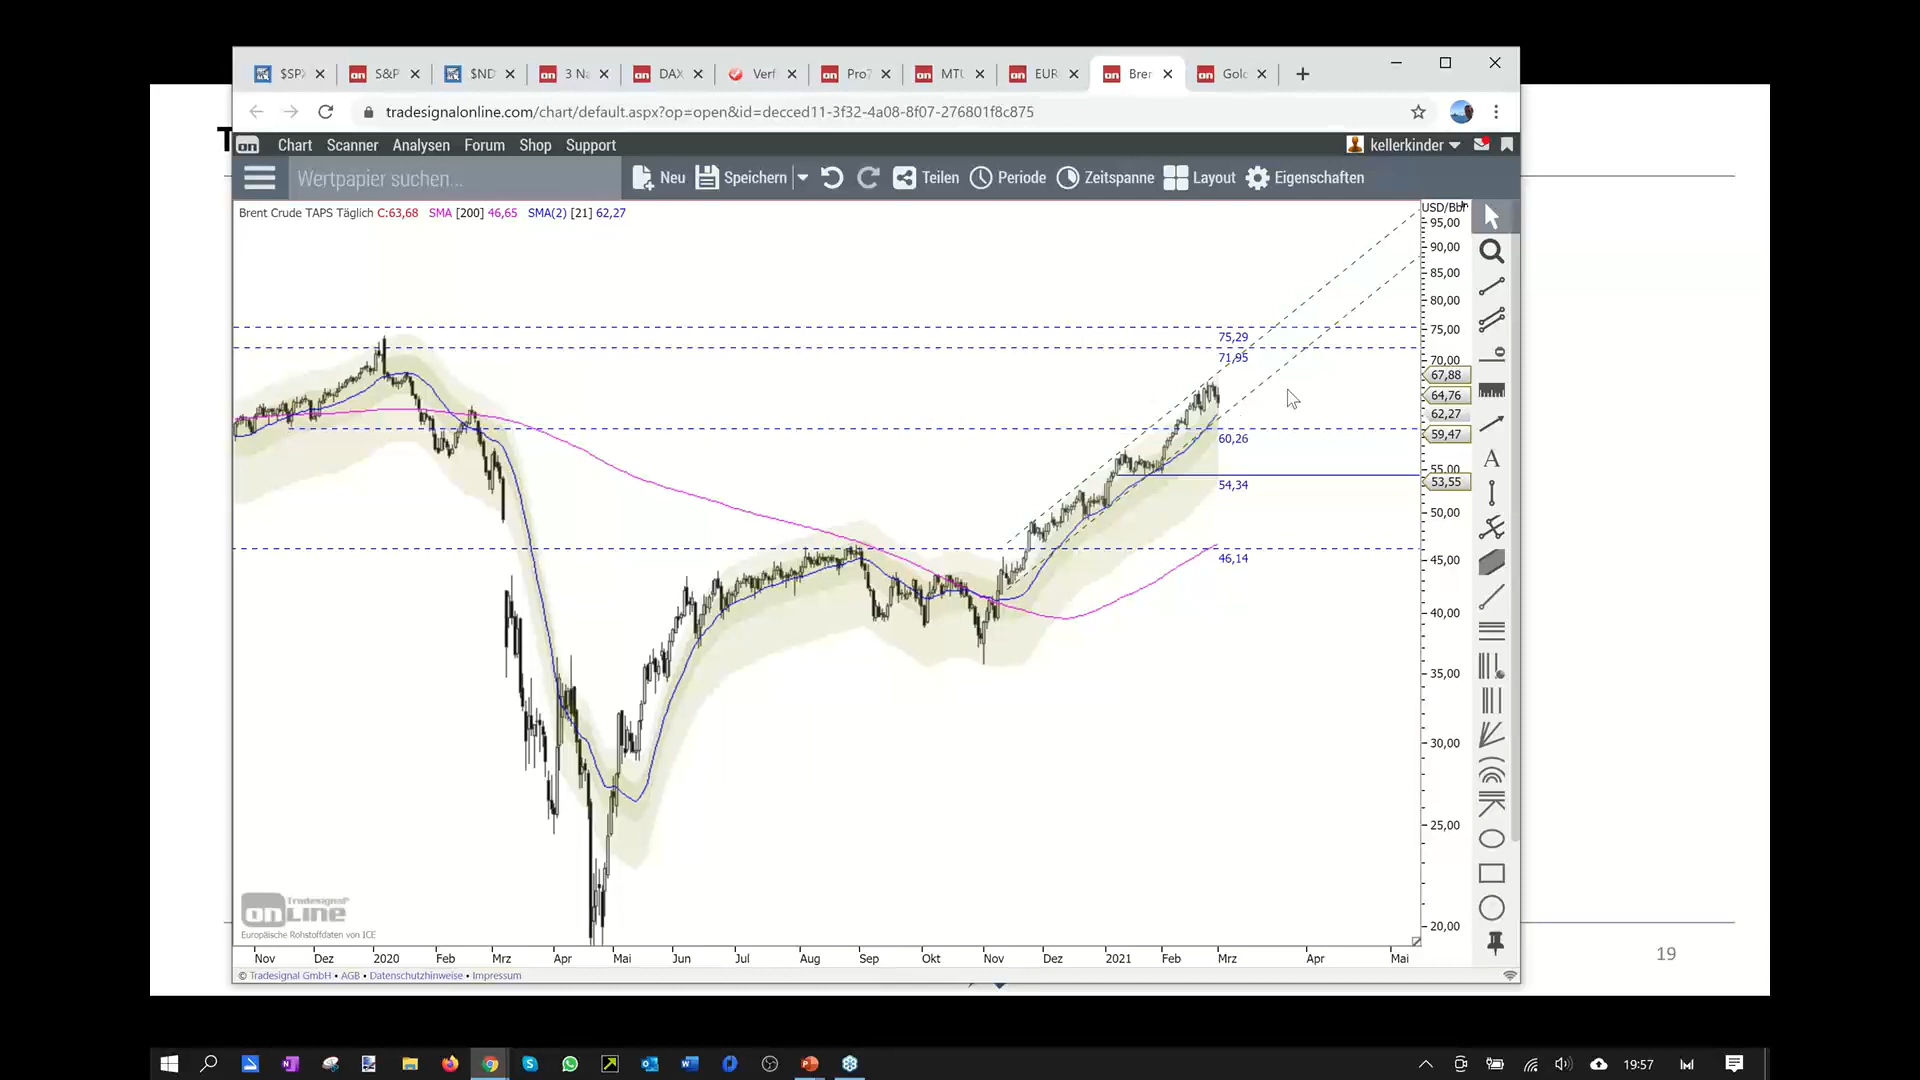 $SP
S&P
$ND
3 Na
DAX
Verf
Pro7
MTU
EUR
Bren
Gold
tradesignalonline.com/chart/default.aspx?op=open&id=decced11-3f32-4a08-8f07-276801f8c875
T
on
Chart
Scanner
Analysen
Forum
Shop
Support
kellerkinder
Wertpapier suchen...
Neu
Speichern
Teilen
Periode
Zeitspanne
Layout
Eigenschaften
Brent Crude TAPS Täglich C:63,68 SMA [200] 46,65 SMA(2) [21] 62,27
USD/Bbl
95,00
90,00
85,00
80,00
75,00
70,00
67,88
64,76
62,27
59,47
55,00
53,55
50,00
45,00
40,00
35,00
30,00
25,00
20,00
75,29
71,95
60,26
54,34
46,14
A
Tradesignal®
onLine
Europäische Rohstoffdaten von ICE
Nov Dez 2020 Feb Mrz Apr Mai Jun Jul Aug Sep Okt Nov Dez 2021 Feb Mrz Apr Mai
© Tradesignal GmbH • AGB • Datenschutzhinweise • Impressum
19
19:57